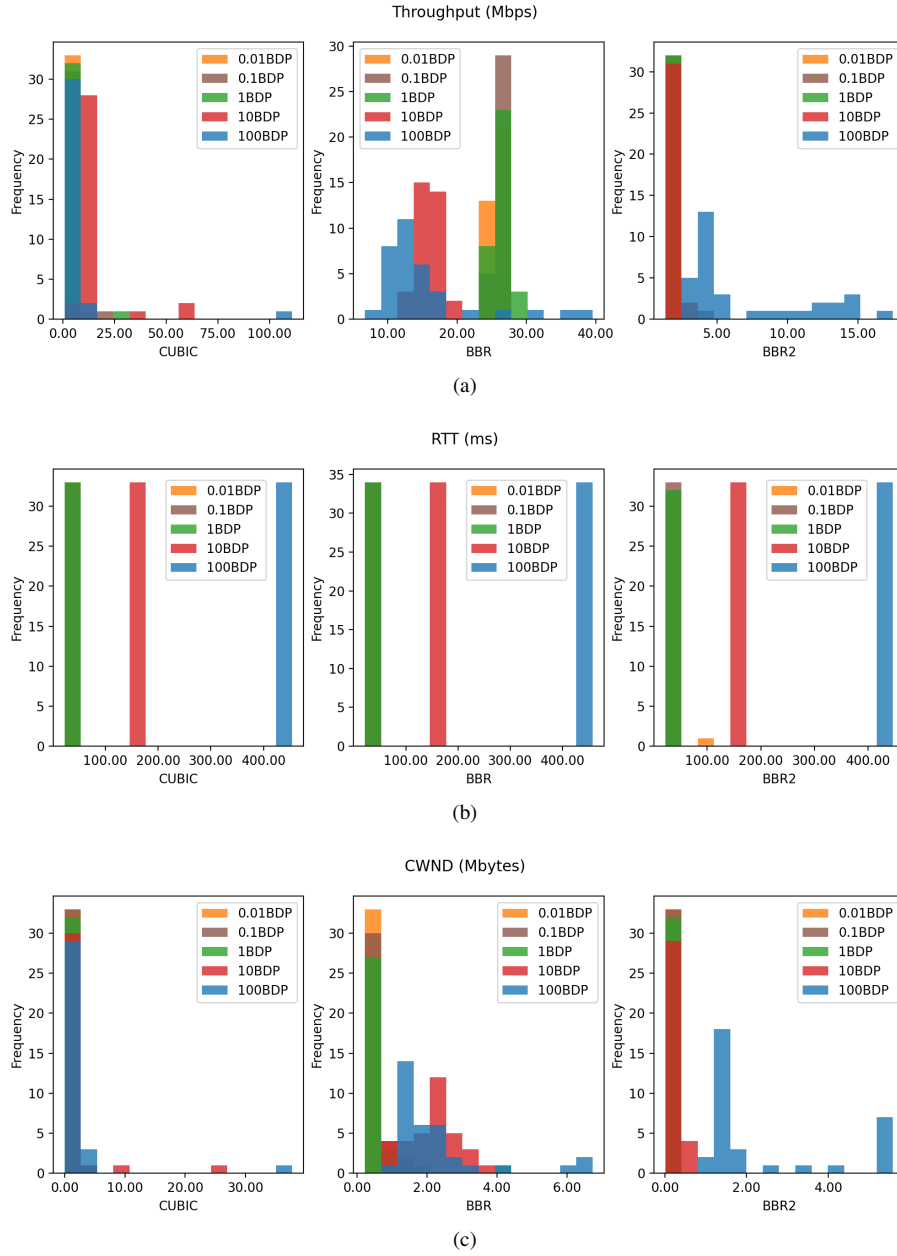 Throughput (Mbps)
Frequency
30
25
20
15
10
5
0
0.01BDP
0.1BDP
1BDP
10BDP
100BDP
0.00 25.00 50.00 75.00 100.00
CUBIC
Frequency
30
25
20
15
10
5
0
0.01BDP
0.1BDP
1BDP
10BDP
100BDP
10.00 20.00 30.00 40.00
BBR
Frequency
30
25
20
15
10
5
0
0.01BDP
0.1BDP
1BDP
10BDP
100BDP
5.00 10.00 15.00
BBR2
(a)
RTT (ms)
Frequency
30
25
20
15
10
5
0
0.01BDP
0.1BDP
1BDP
10BDP
100BDP
100.00 200.00 300.00 400.00
CUBIC
Frequency
35
30
25
20
15
10
5
0
0.01BDP
0.1BDP
1BDP
10BDP
100BDP
100.00 200.00 300.00 400.00
BBR
Frequency
30
25
20
15
10
5
0
0.01BDP
0.1BDP
1BDP
10BDP
100BDP
100.00 200.00 300.00 400.00
BBR2
(b)
CWND (Mbytes)
Frequency
30
25
20
15
10
5
0
0.01BDP
0.1BDP
1BDP
10BDP
100BDP
0.00 10.00 20.00 30.00
CUBIC
Frequency
30
25
20
15
10
5
0
0.01BDP
0.1BDP
1BDP
10BDP
100BDP
0.00 2.00 4.00 6.00
BBR
Frequency
30
25
20
15
10
5
0
0.01BDP
0.1BDP
1BDP
10BDP
100BDP
0.00 2.00 4.00
BBR2
(c)